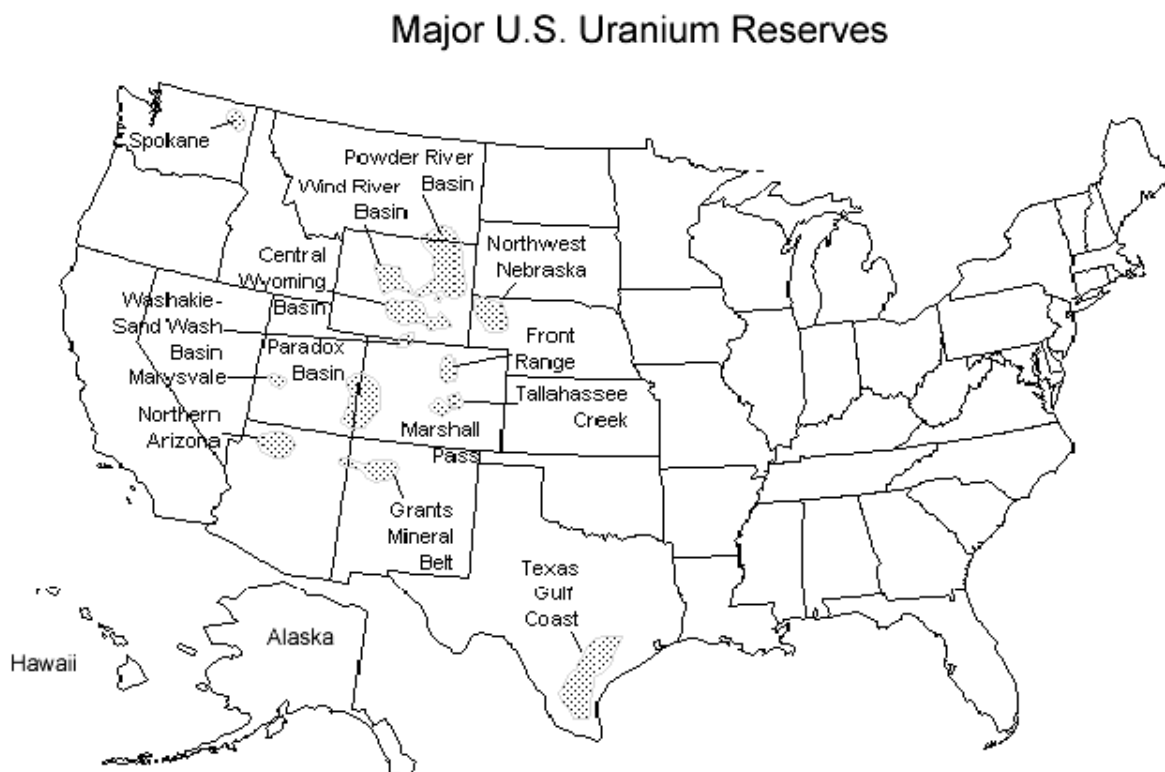 Major U.S. Uranium Reserves
Spokane
Powder River
Basin
Wind River
Basin
Central
Wyoming
Basin
Northwest
Nebraska
Washakie-
Sand Wash
Basin
Paradox
Basin
Front
Range
Marysvale
Tallahassee
Creek
Northern
Arizona
Marshall
Pass
Grants
Mineral
Belt
Texas
Gulf
Coast
Alaska
Hawaii